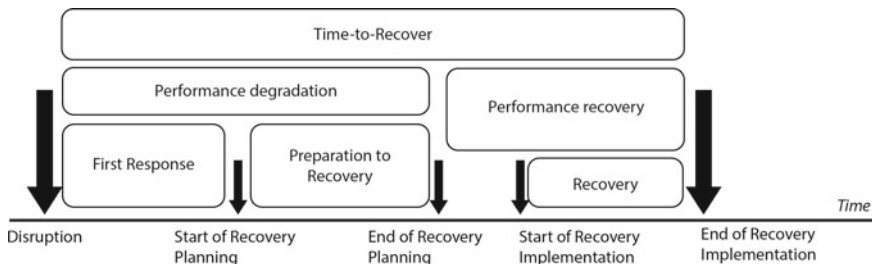 Time-to-Recover
Performance degradation
Performance recovery
First Response
Preparation to
Recovery
Recovery
Time
Disruption
Start of Recovery
Planning
End of Recovery
Planning
Start of Recovery
Implementation
End of Recovery
Implementation